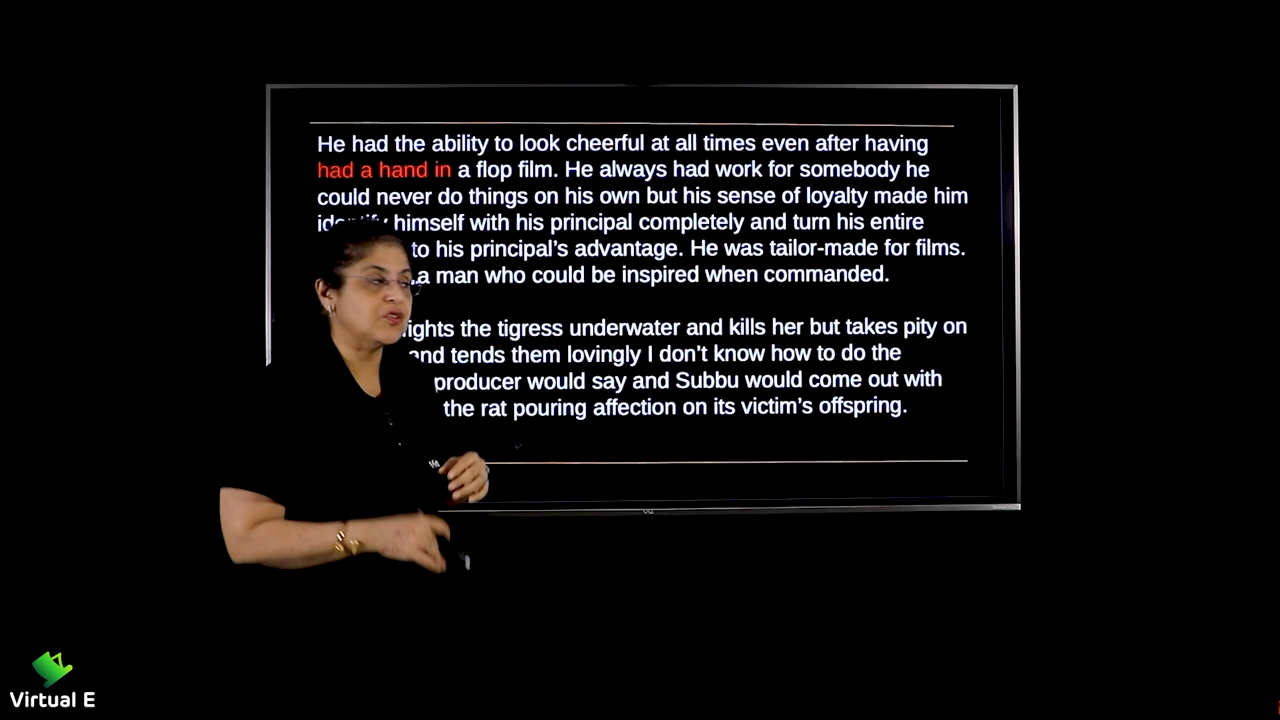 He had the ability to look cheerful at all times even after having
had a hand in a flop film. He always had work for somebody he
could never do things on his own but his sense of loyalty made him
himself with his principal completely and turn his entire
to his principal's advantage. He was tailor-made for films.
a man who could be inspired when commanded.
the tigress underwater and kills her but takes pity on
and tends them lovingly I don't know how to do the
producer would say and Subbu would come out with
the rat pouring affection on its victim's offspring.
Virtual E